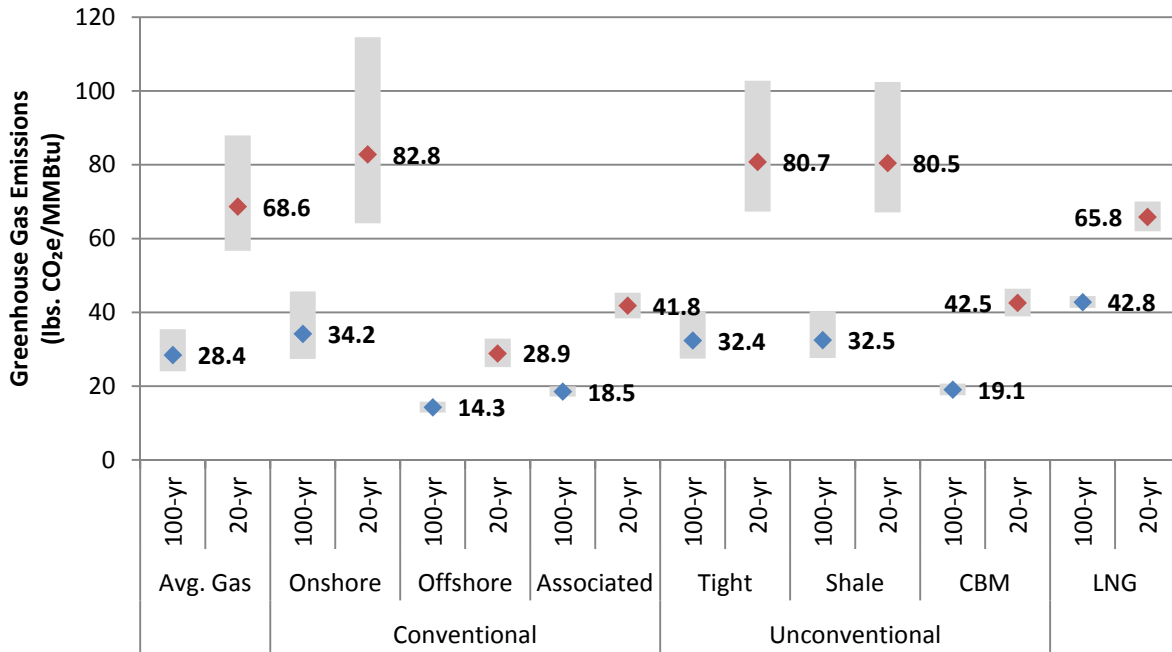 Greenhouse Gas Emissions
(lbs. CO₂e/MMBtu)
120
100
80
60
40
20
0
28.4
68.6
34.2
82.8
14.3
28.9
18.5
41.8
32.4
80.7
32.5
80.5
19.1
42.5
42.8
65.8
100-yr
20-yr
100-yr
20-yr
100-yr
20-yr
100-yr
20-yr
100-yr
20-yr
100-yr
20-yr
100-yr
20-yr
100-yr
20-yr
Avg. Gas
Onshore
Offshore
Associated
Tight
Shale
CBM
LNG
Conventional
Unconventional